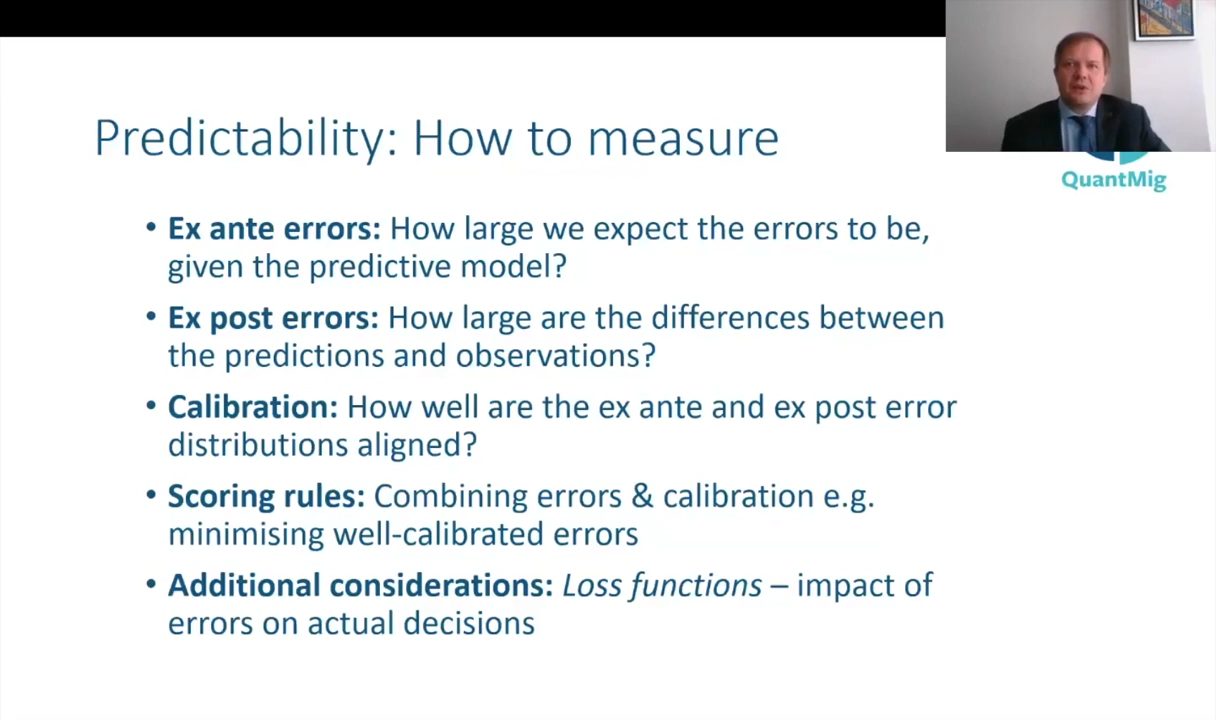 Predictability: How to measure
QuantMig
• Ex ante errors: How large we expect the errors to be,
given the predictive model?
• Ex post errors: How large are the differences between
the predictions and observations?
• Calibration: How well are the ex ante and ex post error
distributions aligned?
• Scoring rules: Combining errors & calibration e.g.
minimising well-calibrated errors
• Additional considerations: Loss functions – impact of
errors on actual decisions